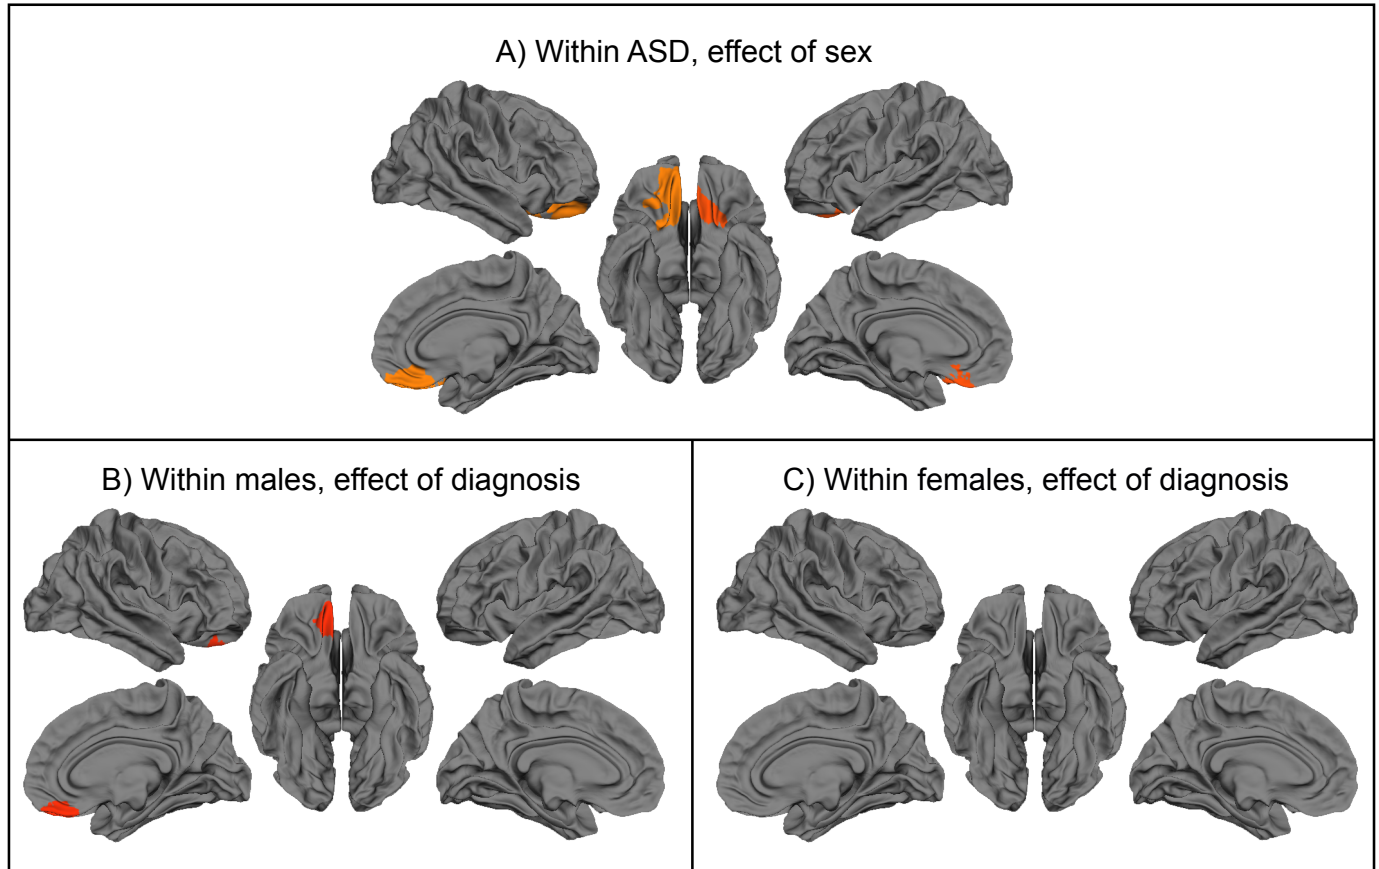 A) Within ASD, effect of sex
B) Within males, effect of diagnosis
C) Within females, effect of diagnosis